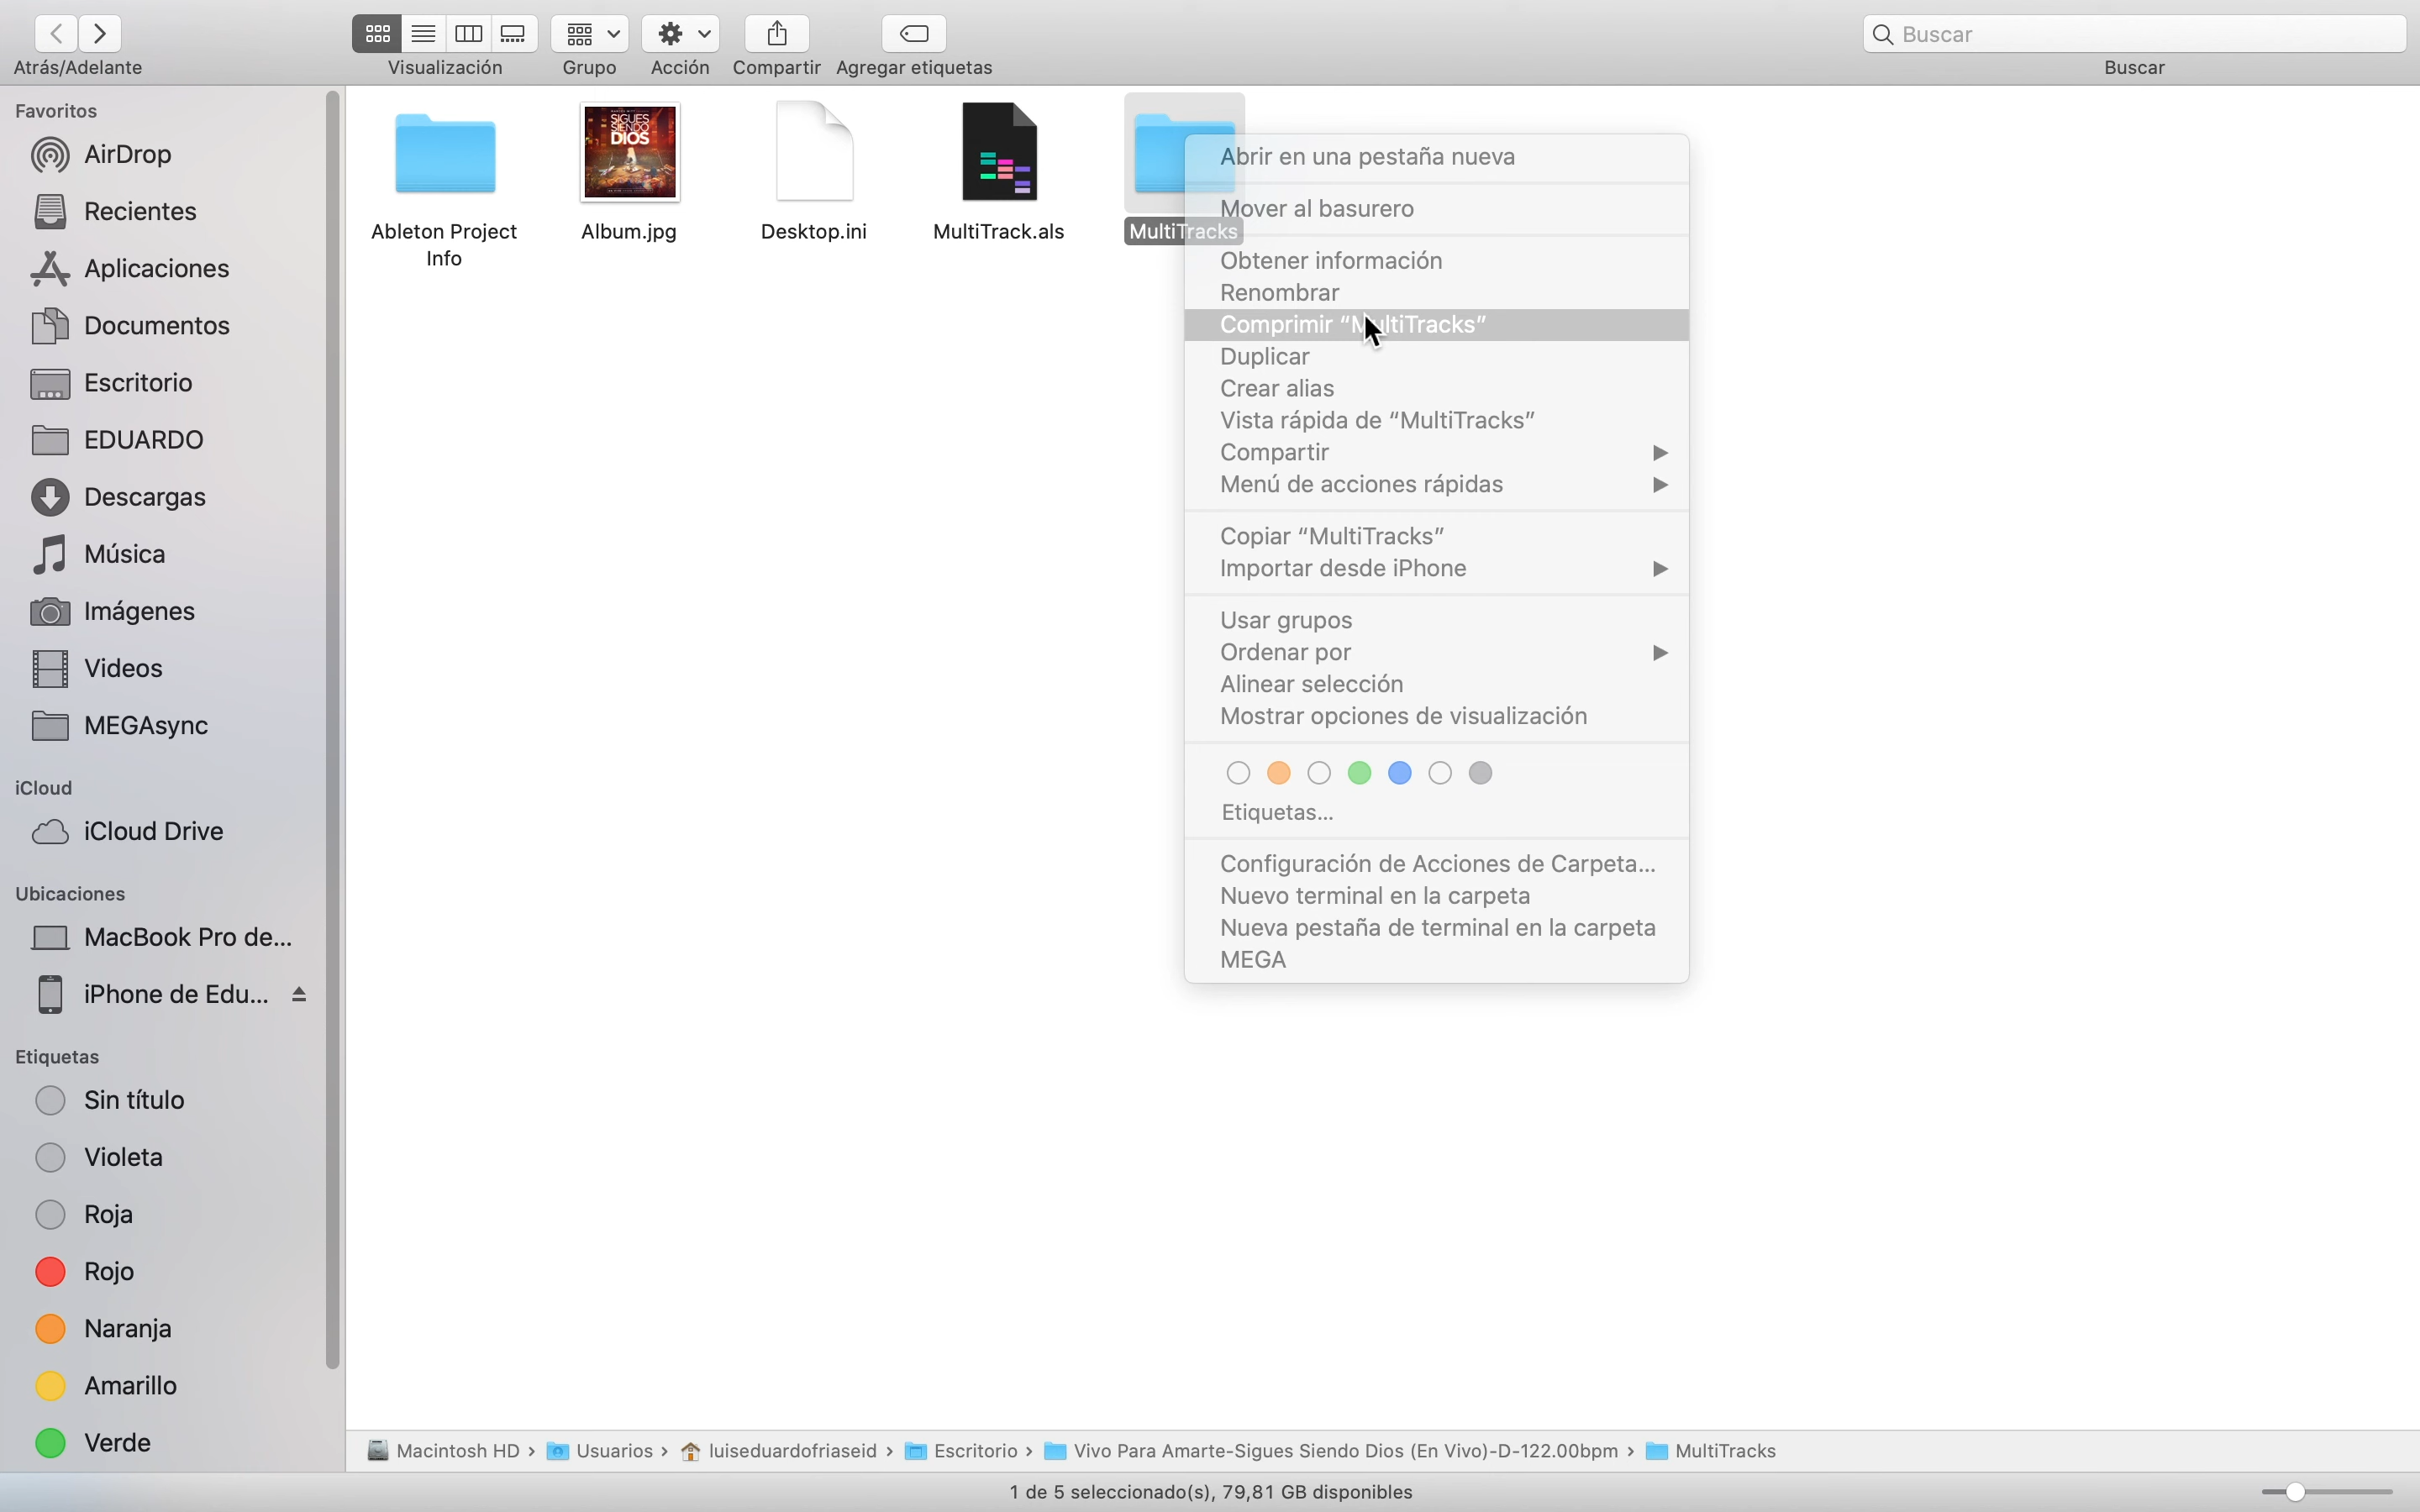 Atrás/Adelante
Visualización
Grupo
Acción
Compartir
Agregar etiquetas
Buscar
Buscar
Favoritos
AirDrop
Recientes
Aplicaciones
Documentos
Escritorio
EDUARDO
Descargas
Música
Imágenes
Videos
MEGAsync
iCloud
iCloud Drive
Ubicaciones
MacBook Pro de...
iPhone de Edu...
Etiquetas
Sin título
Violeta
Roja
Rojo
Naranja
Amarillo
Verde
SIGUES
SIENDO
DIOS
Ableton Project
Info
Album.jpg
Desktop.ini
MultiTrack.als
MultiTracks
Abrir en una pestaña nueva
Mover al basurero
Obtener información
Renombrar
Comprimir “MultiTracks”
Duplicar
Crear alias
Vista rápida de “MultiTracks”
Compartir
Menú de acciones rápidas
Copiar “MultiTracks”
Importar desde iPhone
Usar grupos
Ordenar por
Alinear selección
Mostrar opciones de visualización
Etiquetas...
Configuración de Acciones de Carpeta...
Nuevo terminal en la carpeta
Nueva pestaña de terminal en la carpeta
MEGA
Macintosh HD › Usuarios › luiseduardofriaseid › Escritorio › Vivo Para Amarte-Sigues Siendo Dios (En Vivo)-D-122.00bpm › MultiTracks
1 de 5 seleccionado(s), 79,81 GB disponibles